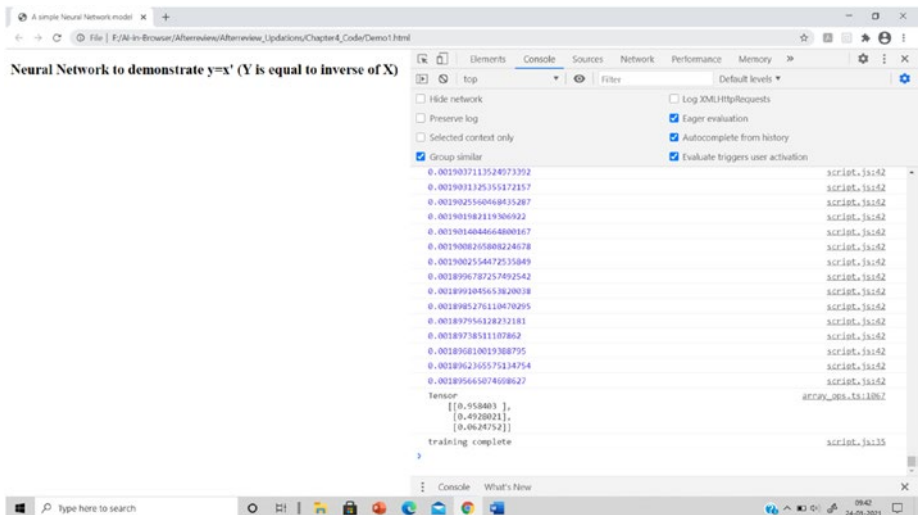 A simple Neural Network model
File | F:/AI-in-Browser/Afterreview/Afterreview_Updations/Chapter4_Code/Demo1.html
Neural Network to demonstrate y=x' (Y is equal to inverse of X)
Elements Console Sources Network Performance Memory
top Filter Default levels
Hide network Log XMLHttpRequests
Preserve log Eager evaluation
Selected context only Autocomplete from history
Group similar Evaluate triggers user activation
0.0019037113524973392 script.js:42
0.0019031325355172157 script.js:42
0.0019025560468435287 script.js:42
0.001901982119306922 script.js:42
0.0019014044664800167 script.js:42
0.0019008265808224678 script.js:42
0.0019002554472535849 script.js:42
0.0018996787257492542 script.js:42
0.0018991045653820038 script.js:42
0.0018985276110470295 script.js:42
0.001897956128232181 script.js:42
0.00189738511107862 script.js:42
0.0018968100193888795 script.js:42
0.0018962365575134754 script.js:42
0.001895665074698627 script.js:42
Tensor array_ops.ts:1067
[[0.958403 ],
[0.4928021],
[0.0624752]]
training complete script.js:35
Console What's New
Type here to search
09:42
24-01-2021